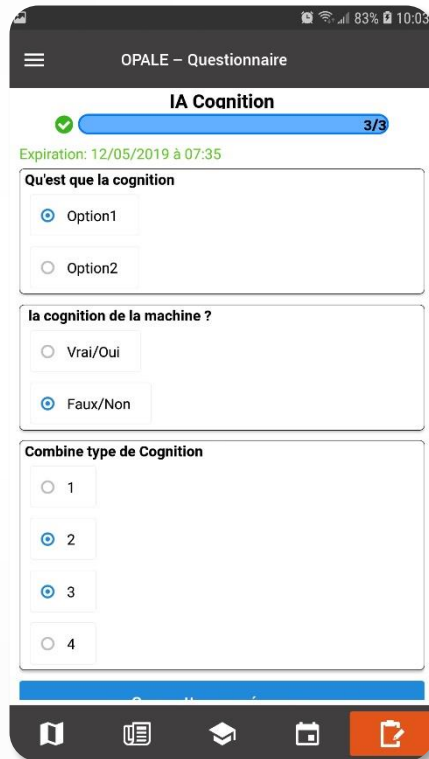 83% 10:03
OPALE – Questionnaire
IA Cognition
3/3
Expiration: 12/05/2019 à 07:35
Qu'est que la cognition
Option1
Option2
la cognition de la machine ?
Vrai/Oui
Faux/Non
Combine type de Cognition
1
2
3
4